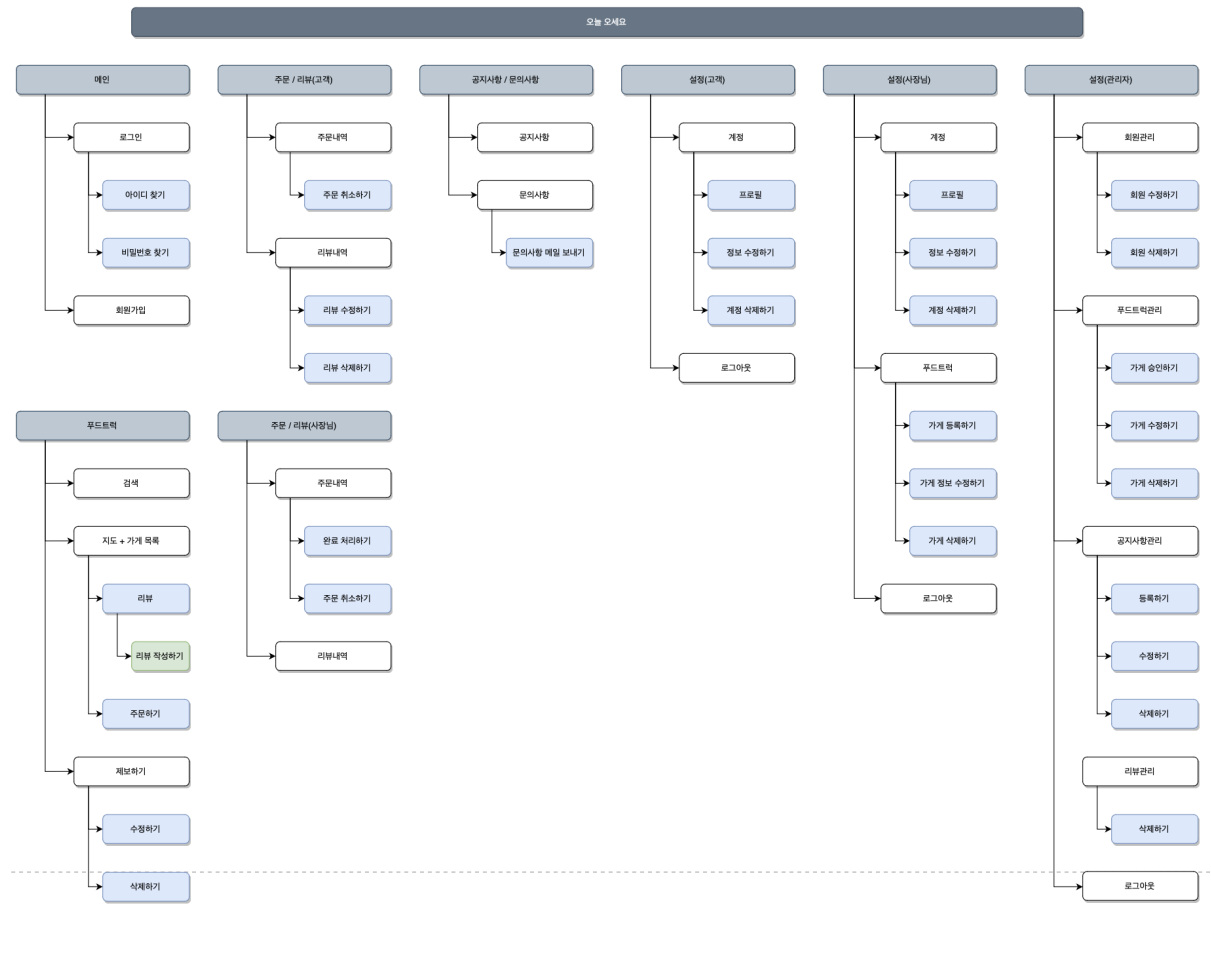 오늘 오세요
메인
로그인
아이디 찾기
비밀번호 찾기
회원가입
주문 / 리뷰(고객)
주문내역
주문 취소하기
리뷰내역
리뷰 수정하기
리뷰 삭제하기
공지사항 / 문의사항
공지사항
문의사항
문의사항 메일 보내기
설정(고객)
계정
프로필
정보 수정하기
계정 삭제하기
로그아웃
설정(사장님)
계정
프로필
정보 수정하기
계정 삭제하기
푸드트럭
가게 등록하기
가게 정보 수정하기
가게 삭제하기
로그아웃
설정(관리자)
회원관리
회원 수정하기
회원 삭제하기
푸드트럭관리
가게 승인하기
가게 수정하기
가게 삭제하기
공지사항관리
등록하기
수정하기
삭제하기
리뷰관리
삭제하기
로그아웃
푸드트럭
검색
지도 + 가게 목록
리뷰
리뷰 작성하기
주문하기
제보하기
수정하기
삭제하기
주문 / 리뷰(사장님)
주문내역
완료 처리하기
주문 취소하기
리뷰내역